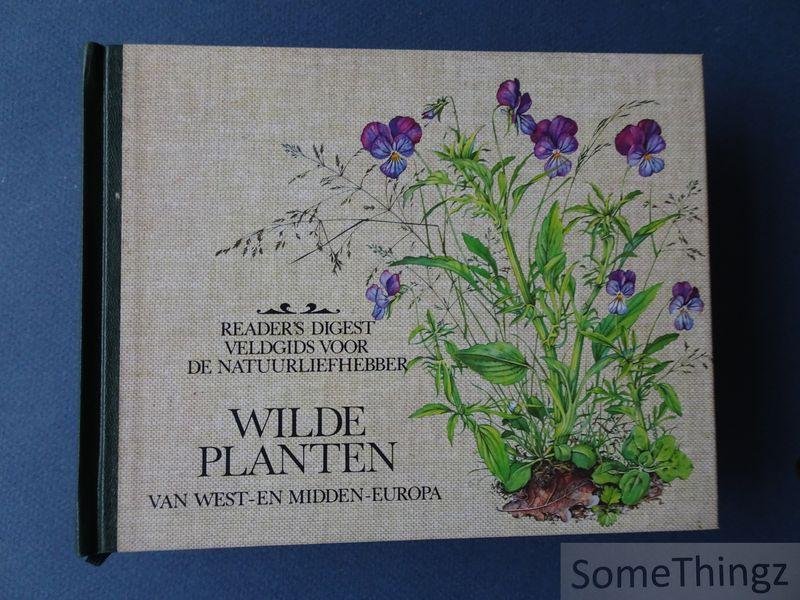 READER'S DIGEST
VELDGIDS VOOR
DE NATUURLIEFHEBBER
WILDE
PLANTEN
VAN WEST-EN MIDDEN-EUROPA
SomeThingz